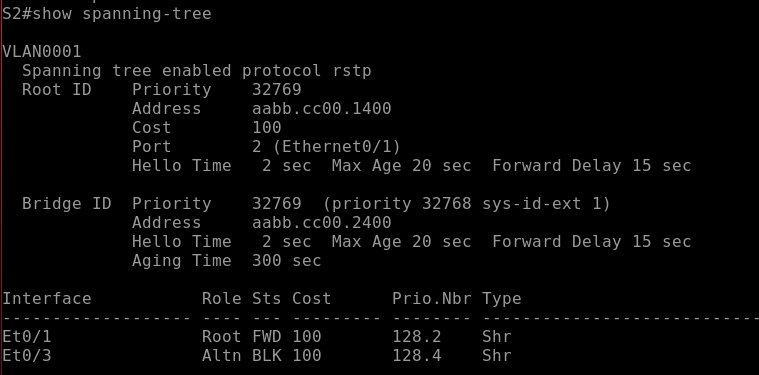 S2#show spanning-tree
VLAN0001
  Spanning tree enabled protocol rstp
  Root ID    Priority    32769
             Address     aabb.cc00.1400
             Cost        100
             Port        2 (Ethernet0/1)
             Hello Time   2 sec  Max Age 20 sec  Forward Delay 15 sec
  Bridge ID  Priority    32769  (priority 32768 sys-id-ext 1)
             Address     aabb.cc00.2400
             Hello Time   2 sec  Max Age 20 sec  Forward Delay 15 sec
             Aging Time  300 sec
Interface           Role Sts Cost      Prio.Nbr Type
------------------- ---- --- --------- -------- ----------------------------
Et0/1               Root FWD 100       128.2    Shr
Et0/3               Altn BLK 100       128.4    Shr